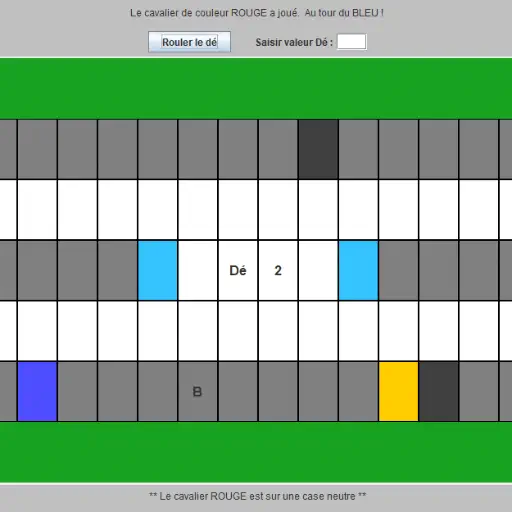 Le cavalier de couleur ROUGE a joué. Au tour du BLEU !
Rouler le dé Saisir valeur Dé :
Dé 2
B
** Le cavalier ROUGE est sur une case neutre **